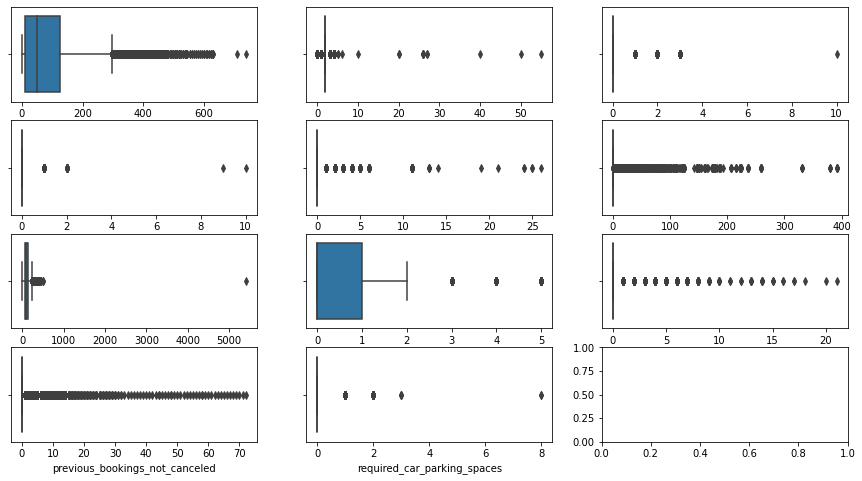 0 200 400 600
0 10 20 30 40 50
0 2 4 6 8 10
0 2 4 6 8 10
0 5 10 15 20 25
0 100 200 300 400
0 1000 2000 3000 4000 5000
0 1 2 3 4 5
0 5 10 15 20
0 10 20 30 40 50 60 70
previous_bookings_not_canceled
0 2 4 6 8
required_car_parking_spaces
1.00
0.75
0.50
0.25
0.00
0.0 0.2 0.4 0.6 0.8 1.0